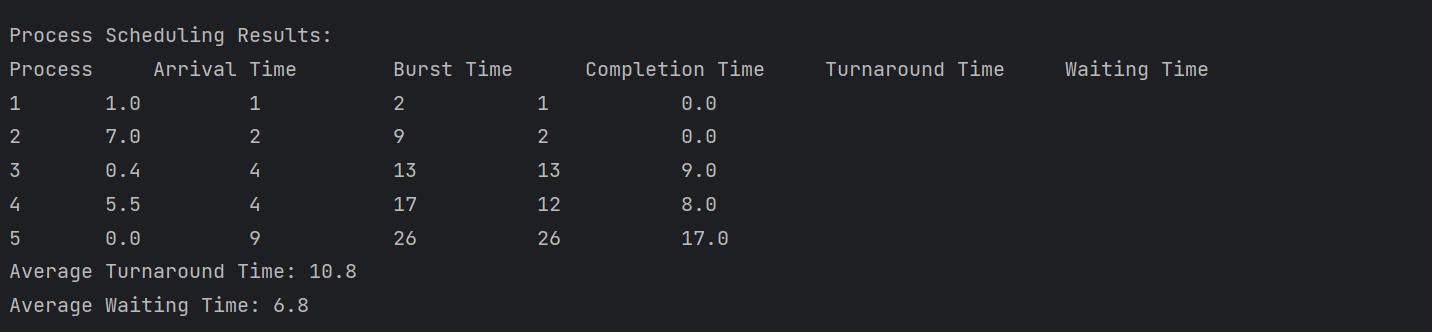 Process Scheduling Results:
Process     Arrival Time        Burst Time      Completion Time     Turnaround Time     Waiting Time
1       1.0         1           2           1           0.0
2       7.0         2           9           2           0.0
3       0.4         4           13          13          9.0
4       5.5         4           17          12          8.0
5       0.0         9           26          26          17.0
Average Turnaround Time: 10.8
Average Waiting Time: 6.8